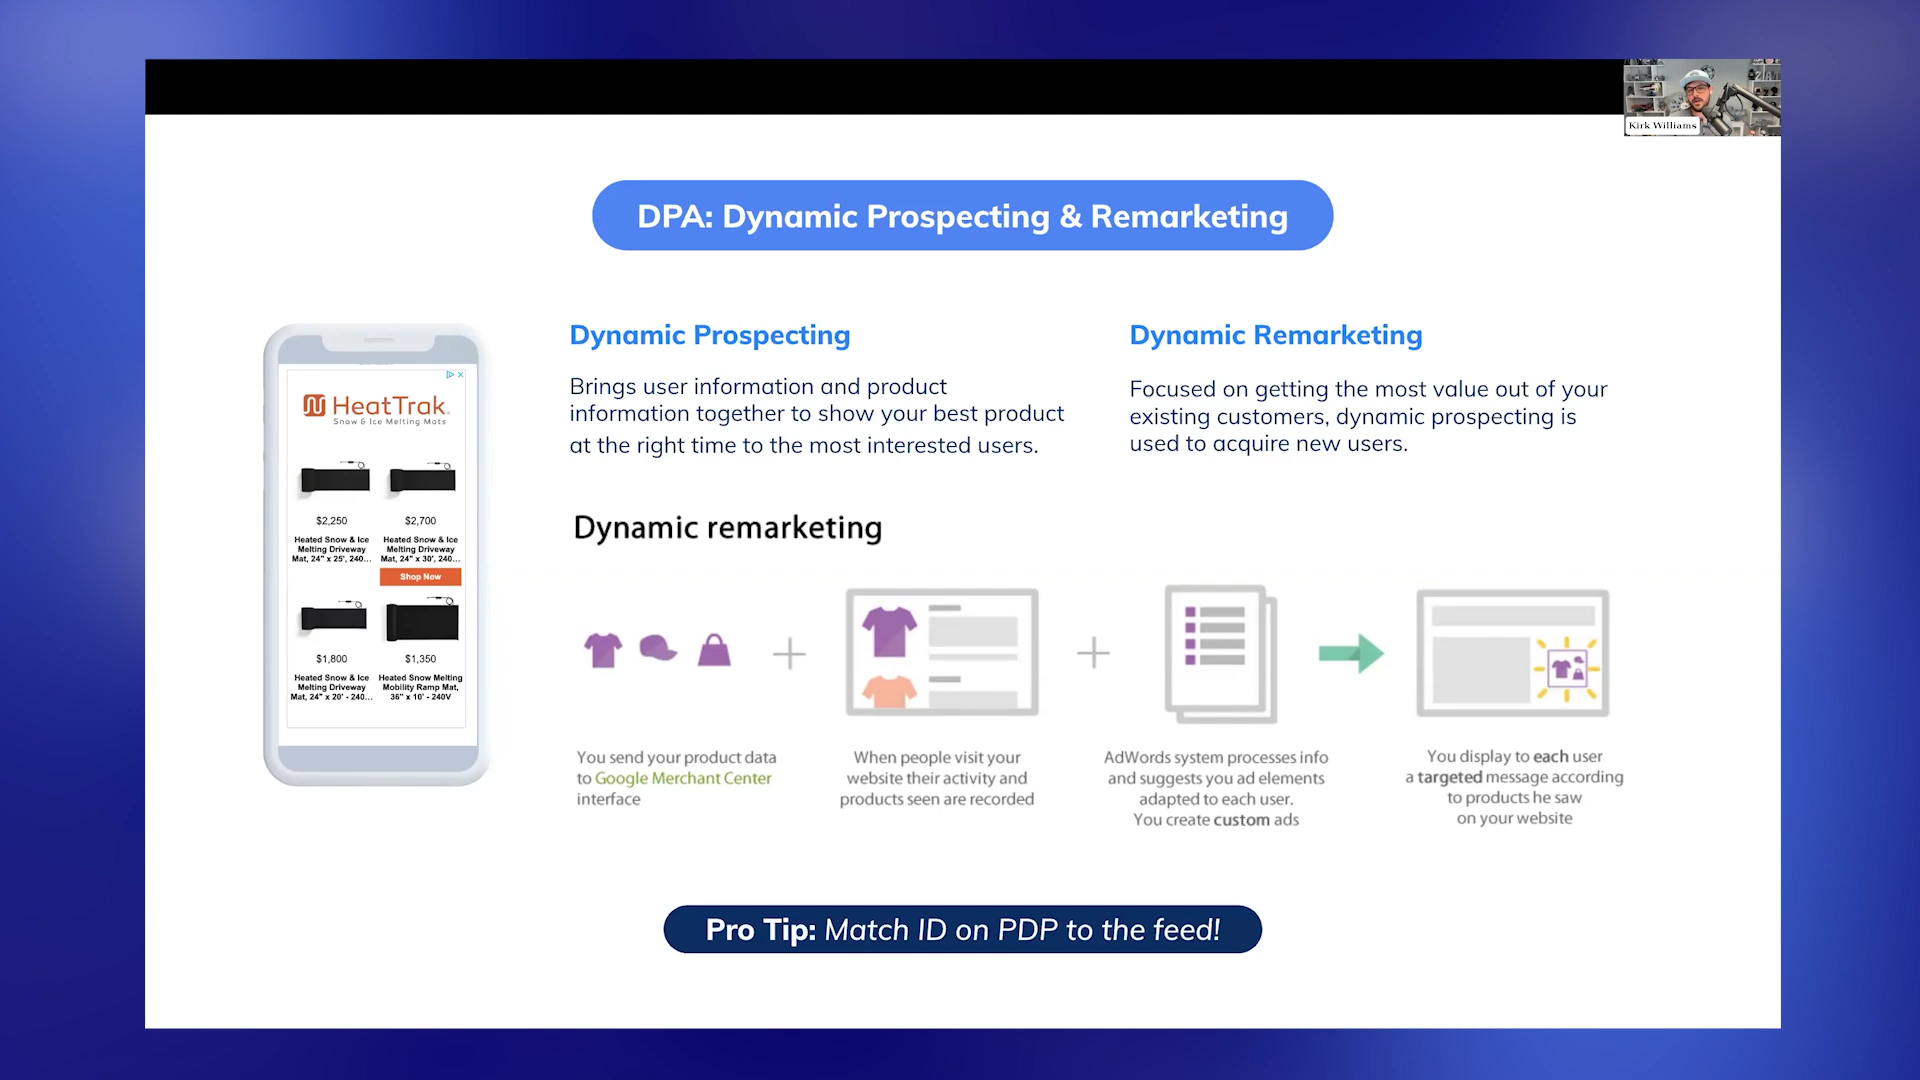 Kirk Williams
DPA: Dynamic Prospecting & Remarketing
HeatTrak
Snow & Ice Melting Mats
$2,250
Heated Snow & Ice
Melting Driveway
Mat, 24" x 25', 240...
$2,700
Heated Snow & Ice
Melting Driveway
Mat, 24" x 30', 240...
Shop Now
$1,800
Heated Snow & Ice
Melting Driveway
Mat, 24" x 20' - 240...
$1,350
Heated Snow Melting
Mobility Ramp Mat,
36" x 10' - 240V
Dynamic Prospecting
Brings user information and product
information together to show your best product
at the right time to the most interested users.
Dynamic Remarketing
Focused on getting the most value out of your
existing customers, dynamic prospecting is
used to acquire new users.
Dynamic remarketing
You send your product data
to Google Merchant Center
interface
When people visit your
website their activity and
products seen are recorded
AdWords system processes info
and suggests you ad elements
adapted to each user.
You create custom ads
You display to each user
a targeted message according
to products he saw
on your website
Pro Tip: Match ID on PDP to the feed!